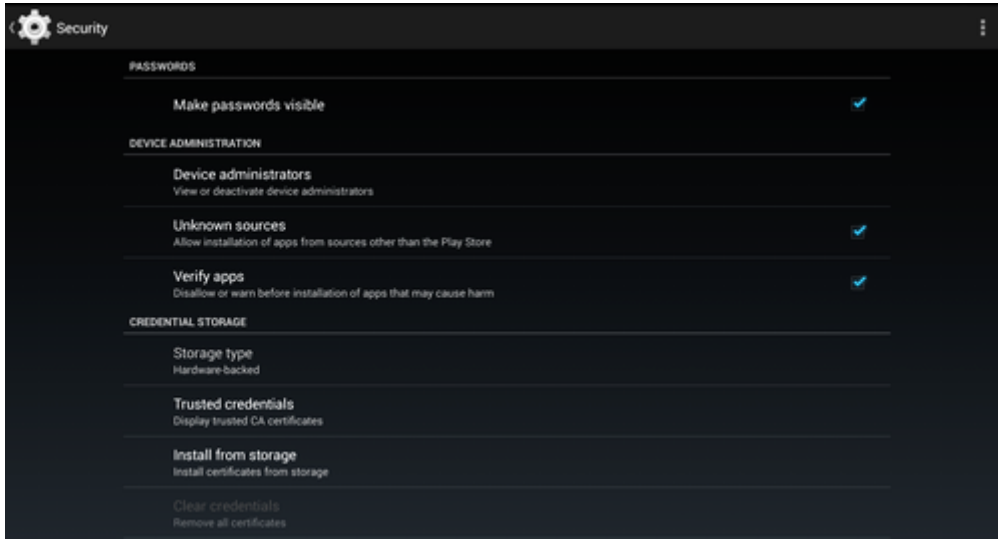 Security
PASSWORDS
Make passwords visible
DEVICE ADMINISTRATION
Device administrators
View or deactivate device administrators
Unknown sources
Allow installation of apps from sources other than the Play Store
Verify apps
Disallow or warn before installation of apps that may cause harm
CREDENTIAL STORAGE
Storage type
Hardware-backed
Trusted credentials
Display trusted CA certificates
Install from storage
Install certificates from storage
Clear credentials
Remove all certificates